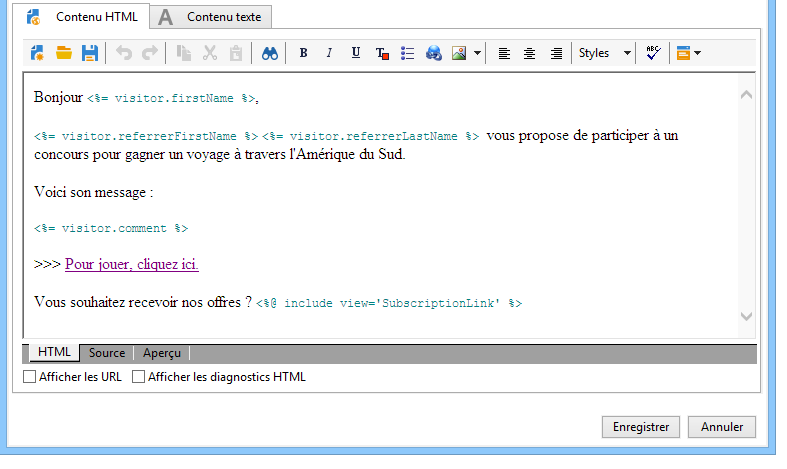 Contenu HTML Contenu texte
B I U T Styles ABC
Bonjour <%= visitor.firstName %>,
<%= visitor.referrerFirstName %> <%= visitor.referrerLastName %> vous propose de participer à un
concours pour gagner un voyage à travers l'Amérique du Sud.
Voici son message :
<%= visitor.comment %>
>>> Pour jouer, cliquez ici.
Vous souhaitez recevoir nos offres ? <%@ include view='SubscriptionLink' %>
HTML Source Aperçu
Afficher les URL Afficher les diagnostics HTML
Enregistrer Annuler